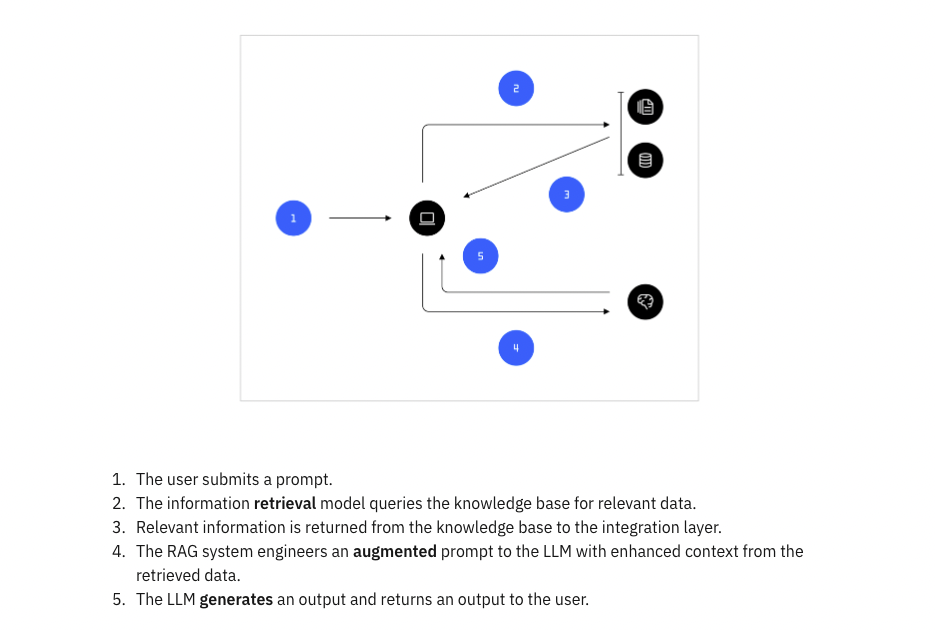 2
3
1
5
4
1. The user submits a prompt.
2. The information retrieval model queries the knowledge base for relevant data.
3. Relevant information is returned from the knowledge base to the integration layer.
4. The RAG system engineers an augmented prompt to the LLM with enhanced context from the
retrieved data.
5. The LLM generates an output and returns an output to the user.